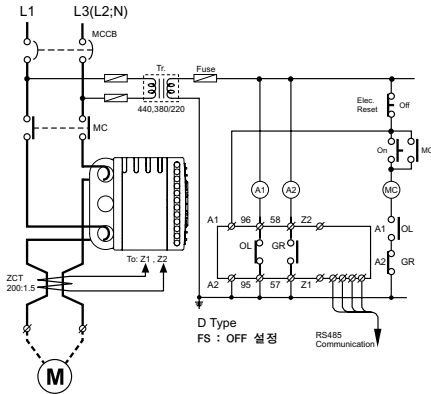 L1
L3(L2;N)
MCCB
Tr.
Fuse
440,380/220
Elec.
Reset
Off
MC
On
MC
A1
A2
MC
A1
96
58
Z2
A1
OL
OL
GR
To: Z1 , Z2
A2
GR
ZCT
200:1.5
A2
95
57
Z1
D Type
FS : OFF 설정
RS485
Communication
M